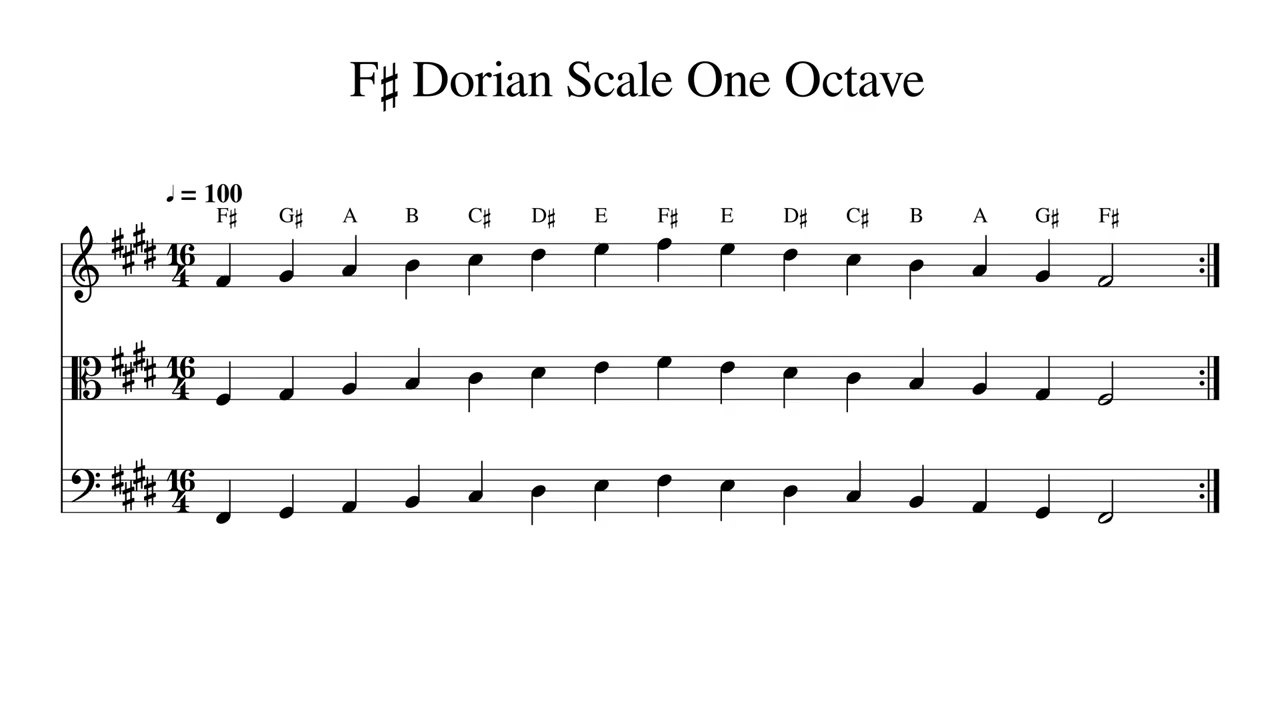 F♯ Dorian Scale One Octave
♩ = 100
F♯ G♯ A B C♯ D♯ E F♯ E D♯ C♯ B A G♯ F♯
16
4
16
4
16
4